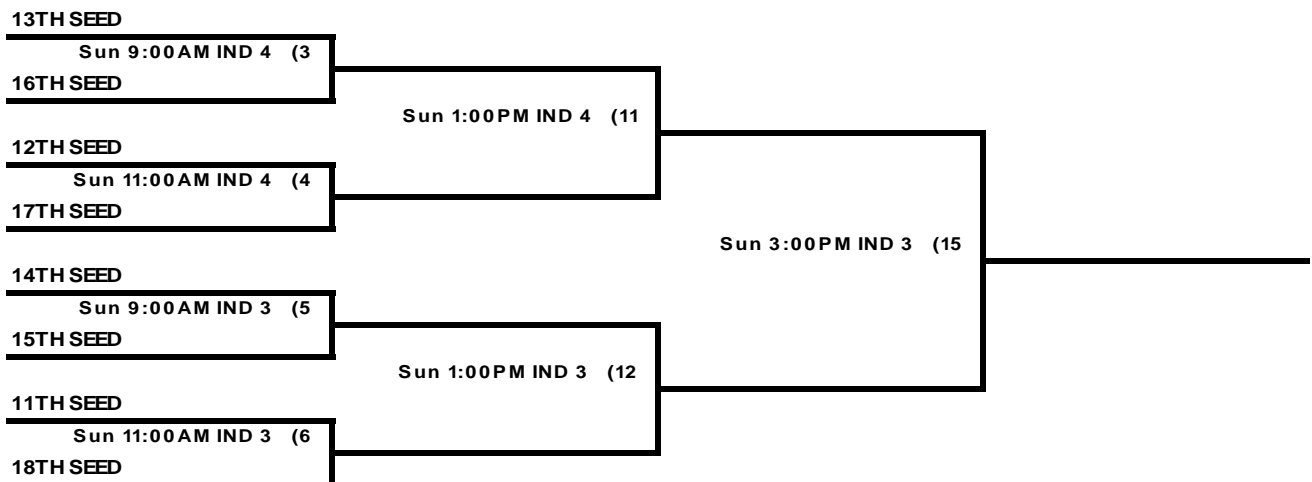 13TH SEED
Sun 9:00AM IND 4 (3
16TH SEED
Sun 1:00PM IND 4 (11
12TH SEED
Sun 11:00AM IND 4 (4
17TH SEED
Sun 3:00PM IND 3 (15
14TH SEED
Sun 9:00AM IND 3 (5
15TH SEED
Sun 1:00PM IND 3 (12
11TH SEED
Sun 11:00AM IND 3 (6
18TH SEED